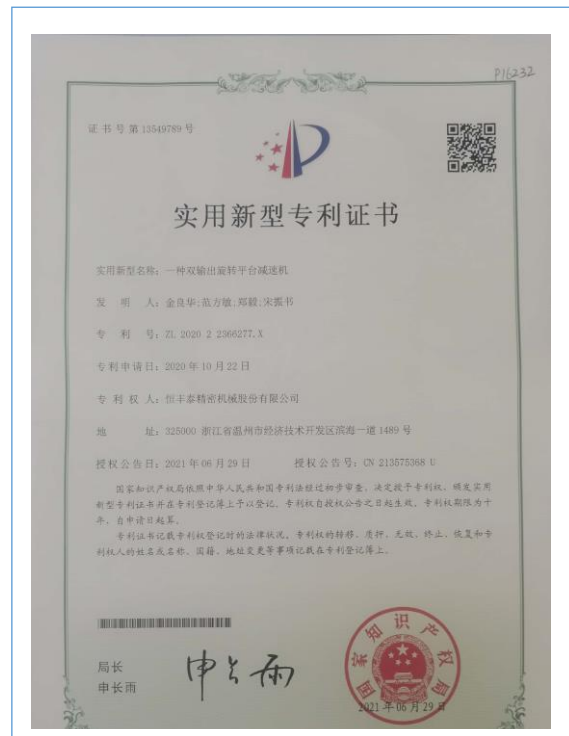 P16232
证书号第13549789号
实用新型专利证书
实用新型名称：一种双输出旋转平台减速机
发 明 人：金良华;范方敏;郑毅;宋振书
专 利 号：ZL 2020 2 2366277.X
专利申请日：2020年10月22日
专 利 权 人：恒丰泰精密机械股份有限公司
地 址：325000 浙江省温州市经济技术开发区滨海一道1489号
授权公告日：2021年06月29日 授权公告号：CN 213575368 U
国家知识产权局依照中华人民共和国专利法经过初步审查，决定授予专利权，颁发实用
新型专利证书并在专利登记簿上予以登记。专利权自授权公告之日起生效。专利权期限为十
年，自申请日起算。
专利证书记载专利权登记时的法律状况。专利权的转移、质押、无效、终止、恢复和专
利权人的姓名或名称、国籍、地址变更等事项记载在专利登记簿上。
局长
申长雨
申长雨
国家知识产权局
2021年06月29日